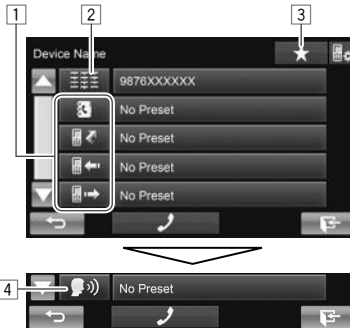 1
2
3
Device Name
9876XXXXXX
No Preset
No Preset
No Preset
No Preset
4
No Preset